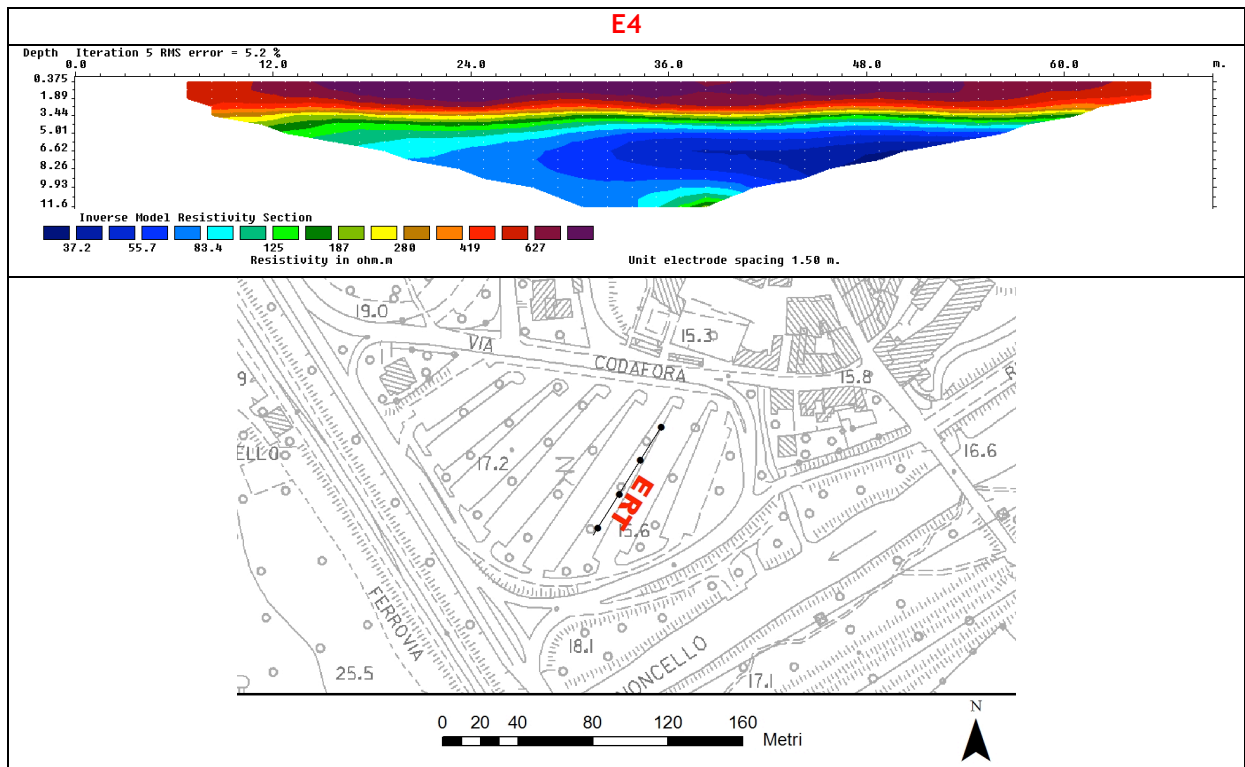 E4
Depth Iteration 5 RMS error = 5.2 %
0.0 12.0 24.0 36.0 48.0 60.0 m.
0.375
1.89
3.44
5.01
6.62
8.26
9.93
11.6
Inverse Model Resistivity Section
37.2 55.7 83.4 125 187 280 419 627
Resistivity in ohm.m Unit electrode spacing 1.50 m.
19.0
15.3
VIA CODAFORA
15.8
ELLO
17.2
16.6
ERT
15.6
FERROVIA
18.1
NONCELLO
25.5
17.1
N
0 20 40 80 120 160
Metri